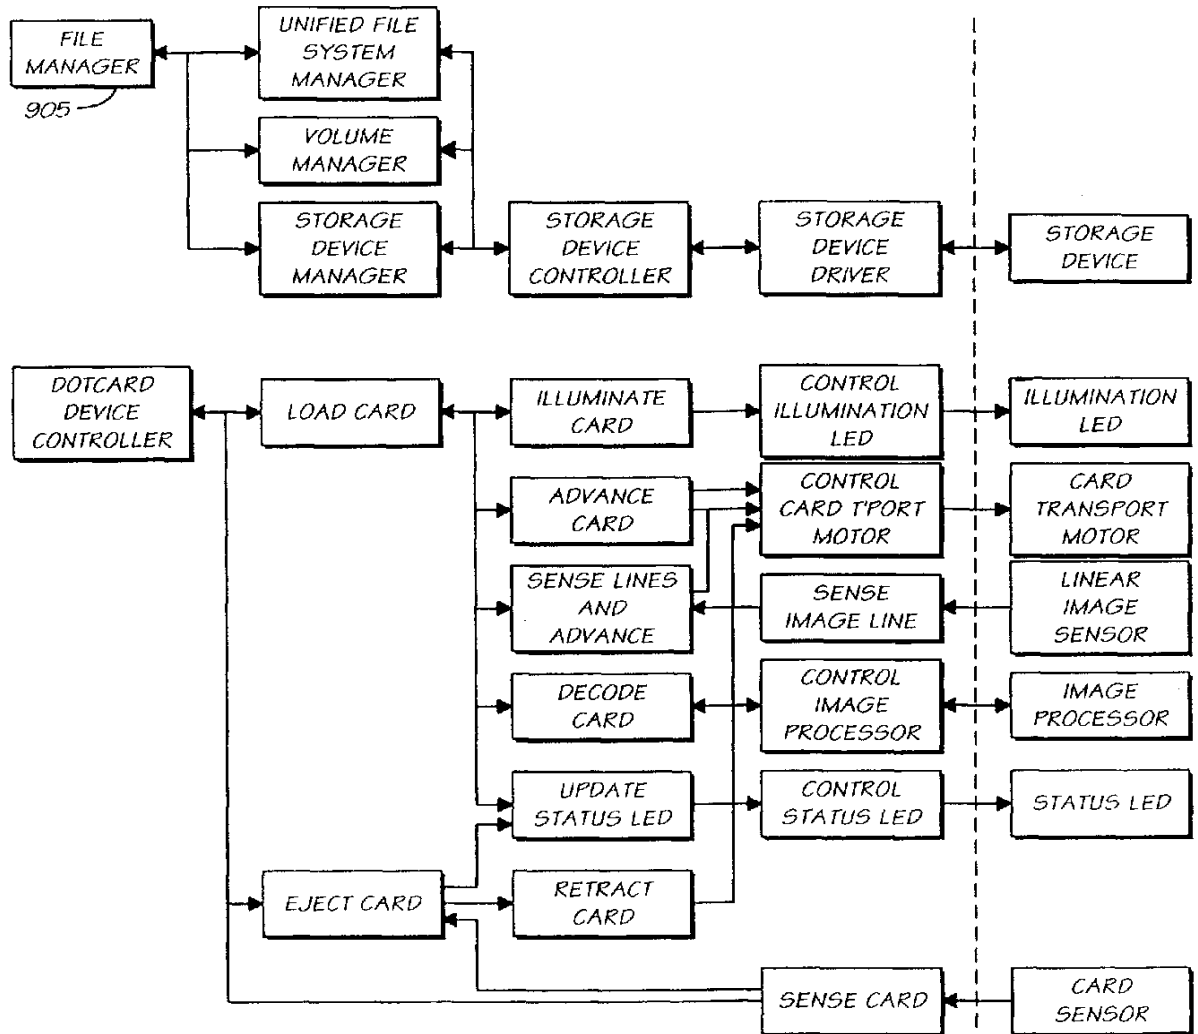 FILE
MANAGER
905
UNIFIED FILE
SYSTEM
MANAGER
VOLUME
MANAGER
STORAGE
DEVICE
MANAGER
STORAGE
DEVICE
CONTROLLER
STORAGE
DEVICE
DRIVER
STORAGE
DEVICE
DOTCARD
DEVICE
CONTROLLER
LOAD CARD
ILLUMINATE
CARD
CONTROL
ILLUMINATION
LED
ILLUMINATION
LED
ADVANCE
CARD
CONTROL
CARD T'PORT
MOTOR
CARD
TRANSPORT
MOTOR
SENSE LINES
AND
ADVANCE
SENSE
IMAGE LINE
LINEAR
IMAGE
SENSOR
DECODE
CARD
CONTROL
IMAGE
PROCESSOR
IMAGE
PROCESSOR
UPDATE
STATUS LED
CONTROL
STATUS LED
STATUS LED
EJECT CARD
RETRACT
CARD
SENSE CARD
CARD
SENSOR